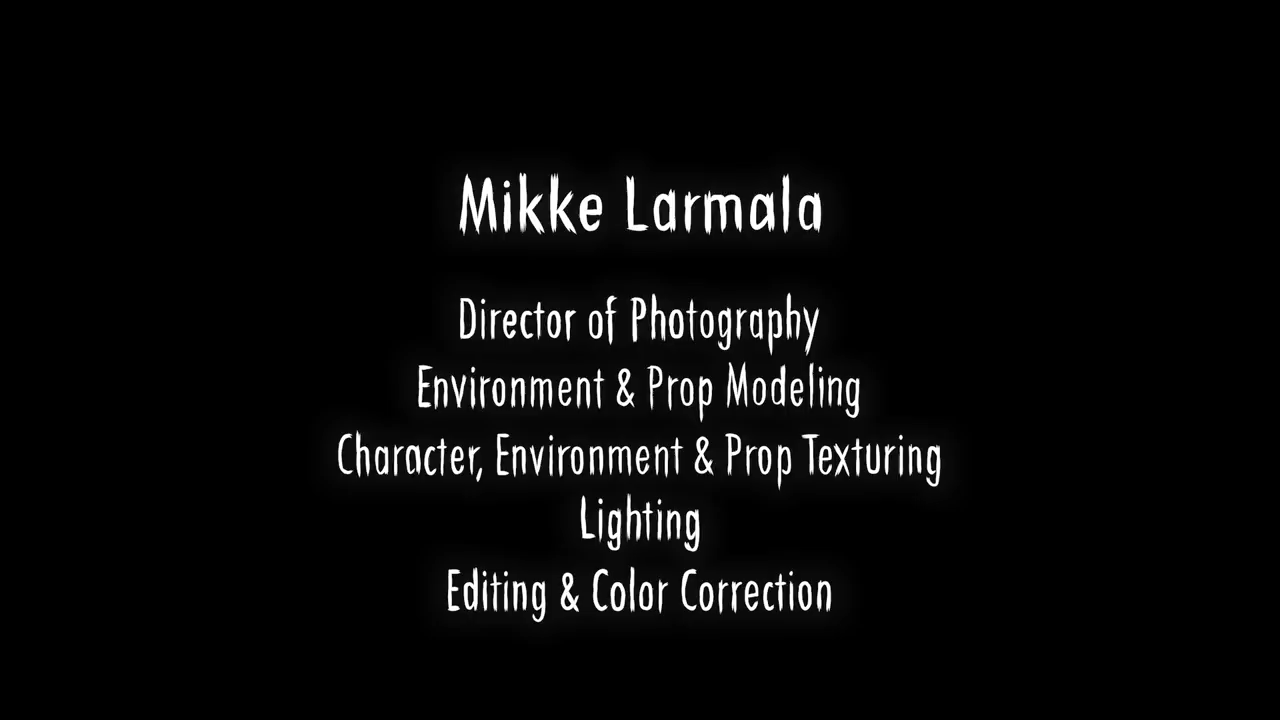 Mikke Larmala
Director of Photography
Environment & Prop Modeling
Character, Environment & Prop Texturing
Lighting
Editing & Color Correction